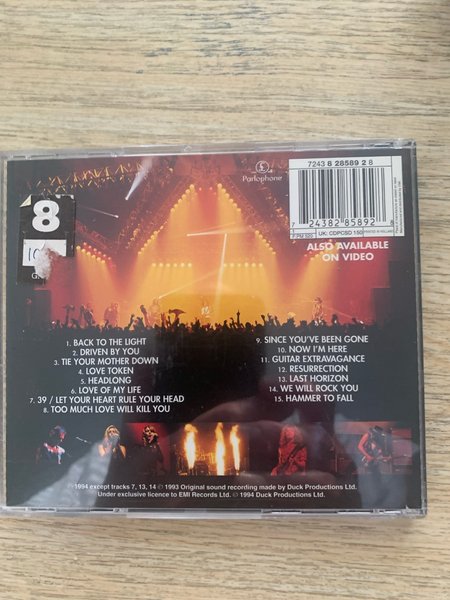 Parlophone
7243 8 28589 2 8
7 24382 85892
UK: CDPCSD 150
ALSO AVAILABLE
ON VIDEO
8
1. BACK TO THE LIGHT
2. DRIVEN BY YOU
3. TIE YOUR MOTHER DOWN
4. LOVE TOKEN
5. HEADLONG
6. LOVE OF MY LIFE
7. 39 / LET YOUR HEART RULE YOUR HEAD
8. TOO MUCH LOVE WILL KILL YOU
9. SINCE YOU'VE BEEN GONE
10. NOW I'M HERE
11. GUITAR EXTRAVAGANCE
12. RESURRECTION
13. LAST HORIZON
14. WE WILL ROCK YOU
15. HAMMER TO FALL
1994 except tracks 7, 13, 14 ℗ 1993 Original sound recording made by Duck Productions Ltd.
Under exclusive licence to EMI Records Ltd. © 1994 Duck Productions Ltd.